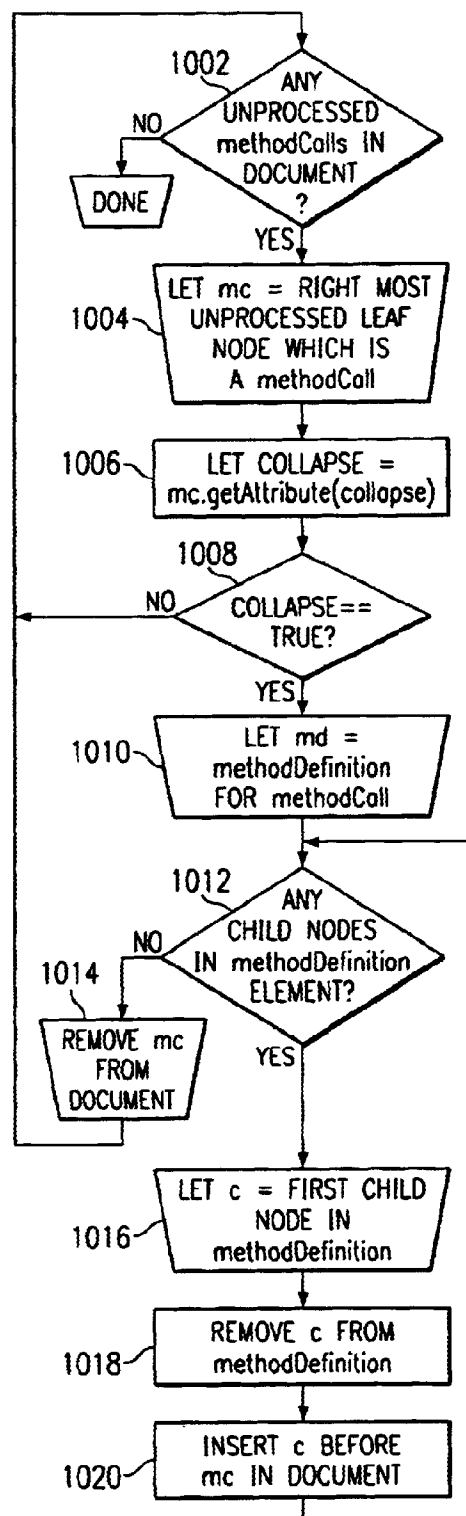 1002
ANY
UNPROCESSED
methodCalls IN
DOCUMENT
?
NO
DONE
YES
LET mc = RIGHT MOST
UNPROCESSED LEAF
NODE WHICH IS
A methodCall
1004
LET COLLAPSE =
mc.getAttribute(collapse)
1006
1008
COLLAPSE==
TRUE?
NO
YES
LET md =
methodDefinition
FOR methodCall
1010
1012
ANY
CHILD NODES
IN methodDefinition
ELEMENT?
NO
1014
REMOVE mc
FROM
DOCUMENT
YES
LET c = FIRST CHILD
NODE IN
methodDefinition
1016
REMOVE c FROM
methodDefinition
1018
INSERT c BEFORE
mc IN DOCUMENT
1020